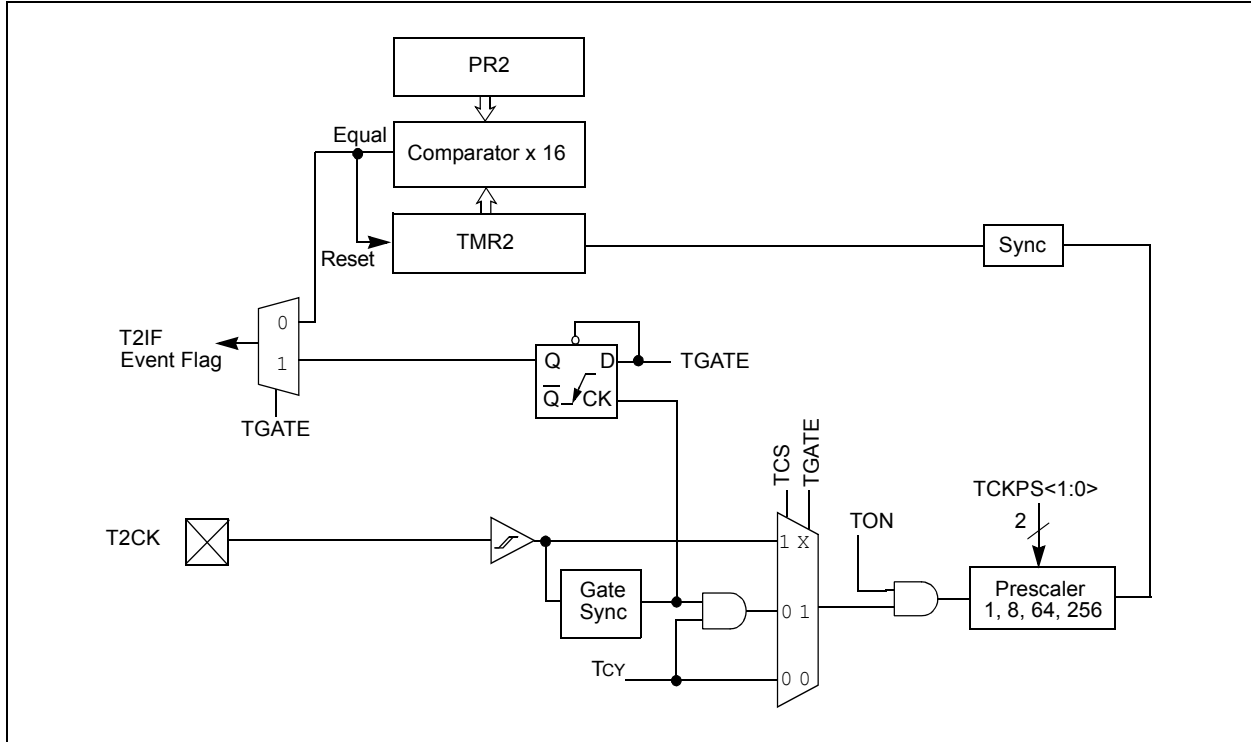 PR2
Equal
Comparator x 16
Reset
TMR2
Sync
T2IF
Event Flag
0
1
TGATE
Q
D
TGATE
Q̅
CK
TCS
TGATE
TCKPS<1:0>
2
TON
T2CK
1 X
Gate
Sync
0 1
Prescaler
1, 8, 64, 256
TCY
0 0